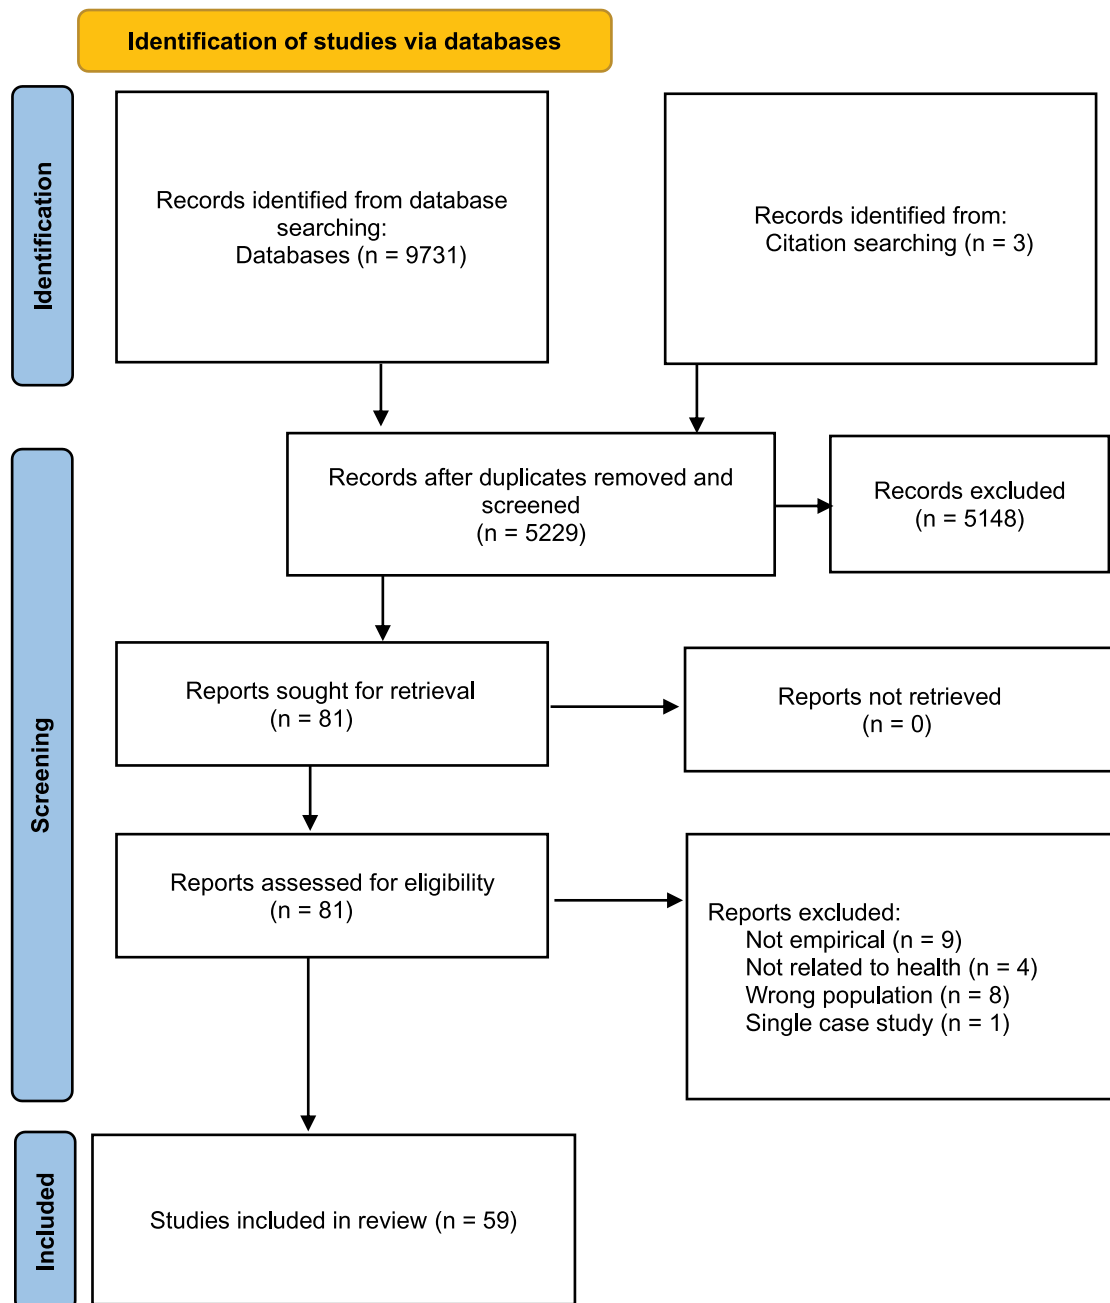 Identification of studies via databases
Identification
Records identified from database
searching:
Databases (n = 9731)
Records identified from:
Citation searching (n = 3)
Screening
Records after duplicates removed and
screened
(n = 5229)
Records excluded
(n = 5148)
Reports sought for retrieval
(n = 81)
Reports not retrieved
(n = 0)
Reports assessed for eligibility
(n = 81)
Reports excluded:
Not empirical (n = 9)
Not related to health (n = 4)
Wrong population (n = 8)
Single case study (n = 1)
Included
Studies included in review (n = 59)